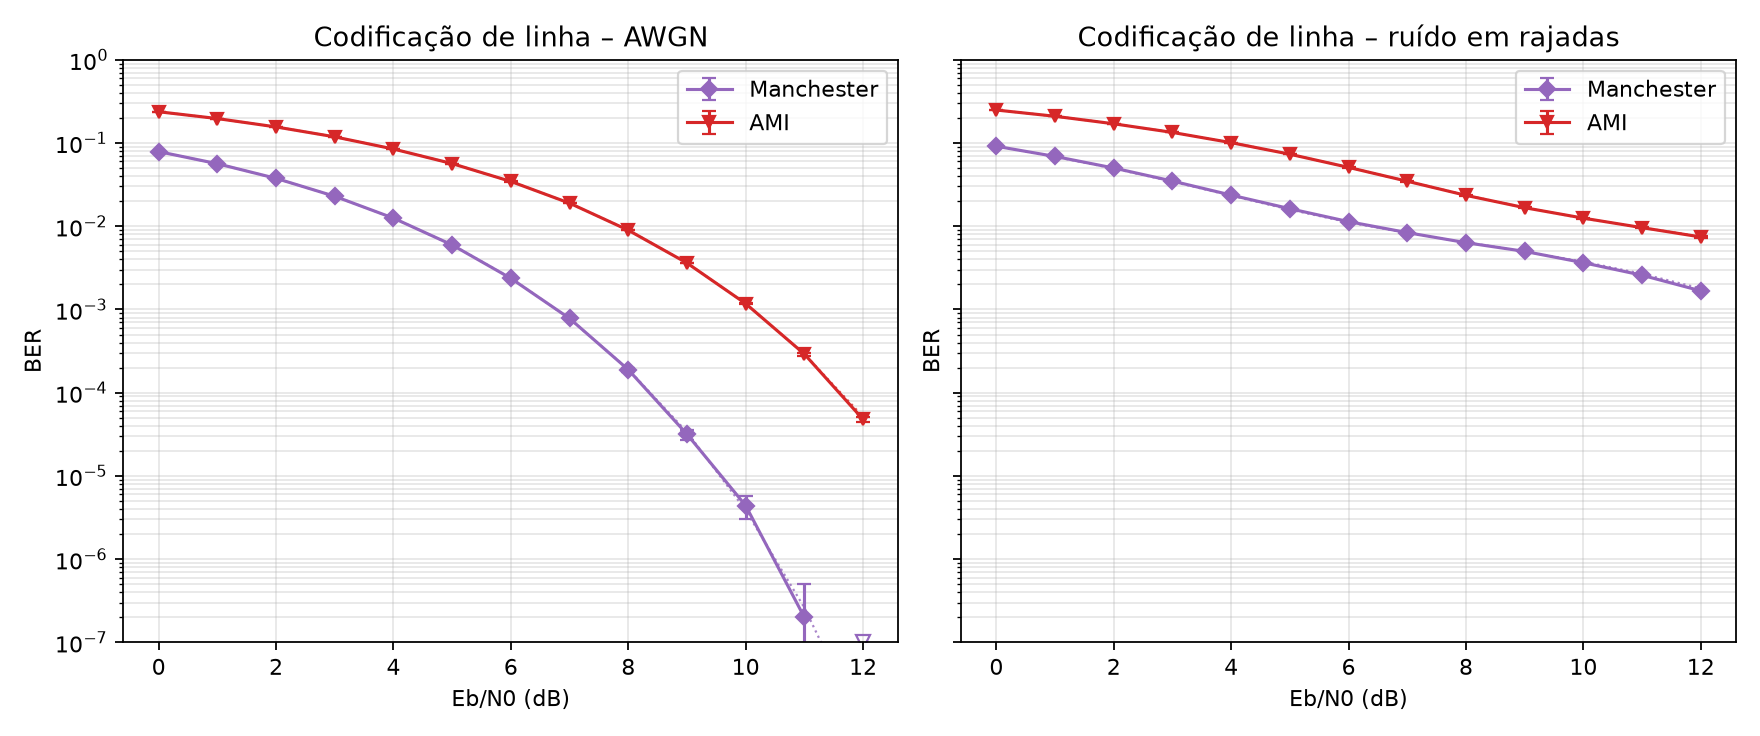 Codificação de linha – AWGN
10^0
10^-1
10^-2
10^-3
10^-4
10^-5
10^-6
10^-7
BER
0 2 4 6 8 10 12
Eb/N0 (dB)
Manchester
AMI
Codificação de linha – ruído em rajadas
BER
0 2 4 6 8 10 12
Eb/N0 (dB)
Manchester
AMI